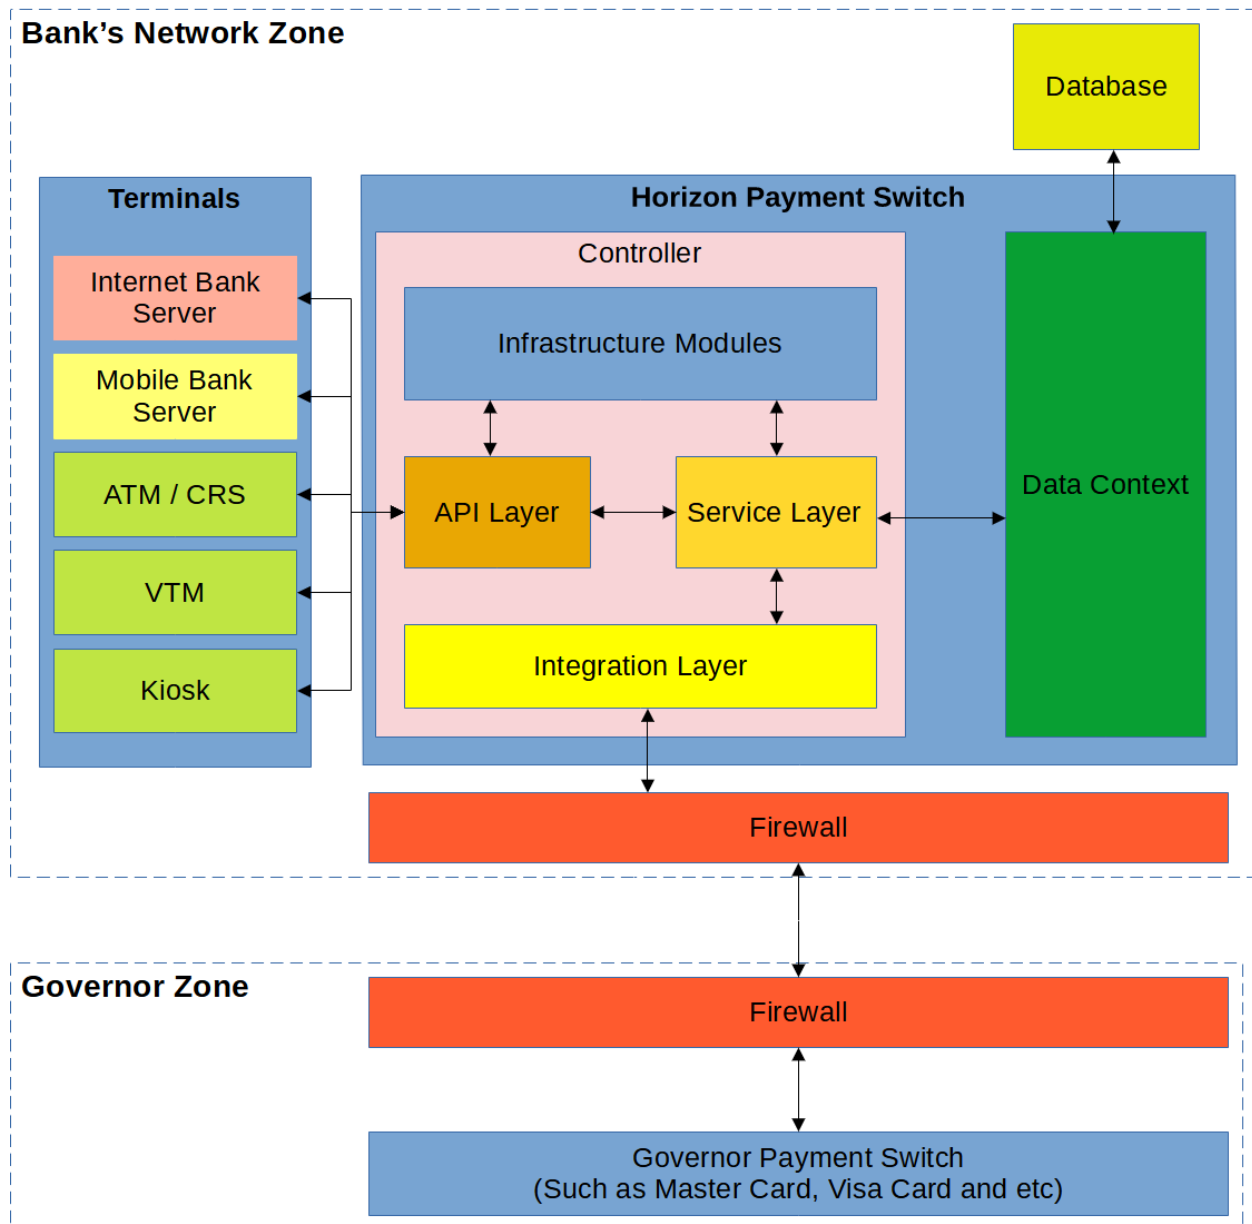 Bank's Network Zone
Database
Terminals
Internet Bank
Server
Mobile Bank
Server
ATM / CRS
VTM
Kiosk
Horizon Payment Switch
Controller
Infrastructure Modules
API Layer
Service Layer
Integration Layer
Data Context
Firewall
Governor Zone
Firewall
Governor Payment Switch
(Such as Master Card, Visa Card and etc)